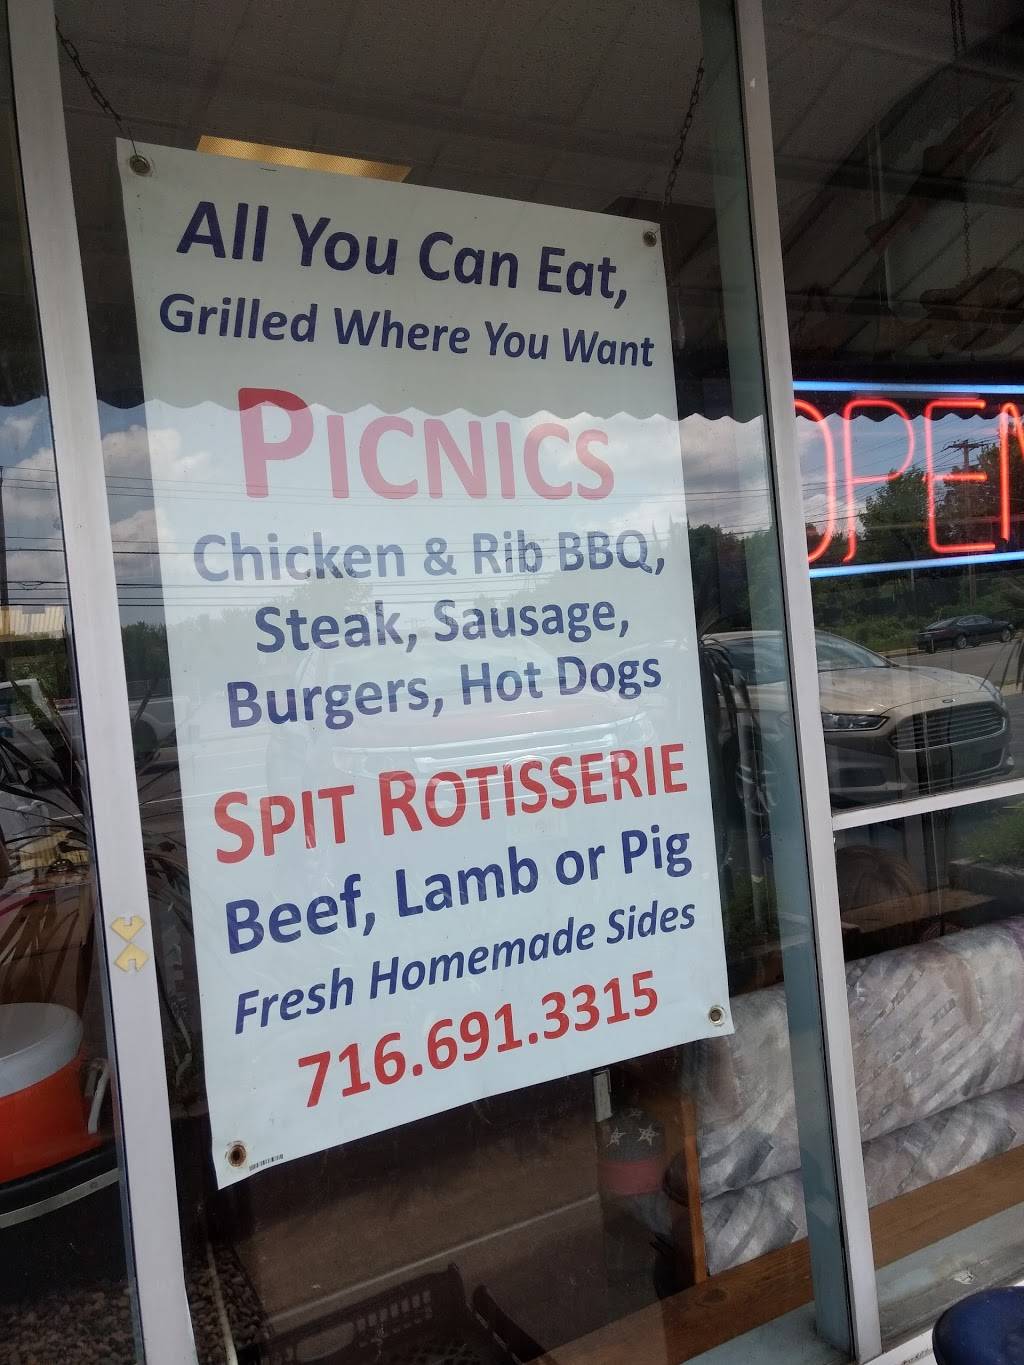 All You Can Eat,
Grilled Where You Want
PICNICS
Chicken & Rib BBQ,
Steak, Sausage,
Burgers, Hot Dogs
SPIT ROTISSERIE
Beef, Lamb or Pig
Fresh Homemade Sides
716.691.3315
OPEN